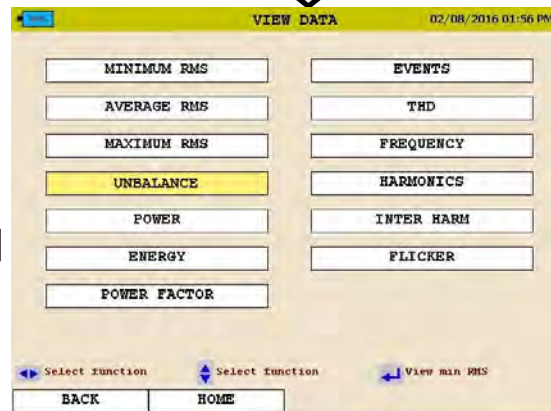 VIEW DATA 02/08/2016 01:56 PM
MINIMUM RMS
AVERAGE RMS
MAXIMUM RMS
UNBALANCE
POWER
ENERGY
POWER FACTOR
EVENTS
THD
FREQUENCY
HARMONICS
INTER HARM
FLICKER
Select function Select function View min RMS
BACK HOME